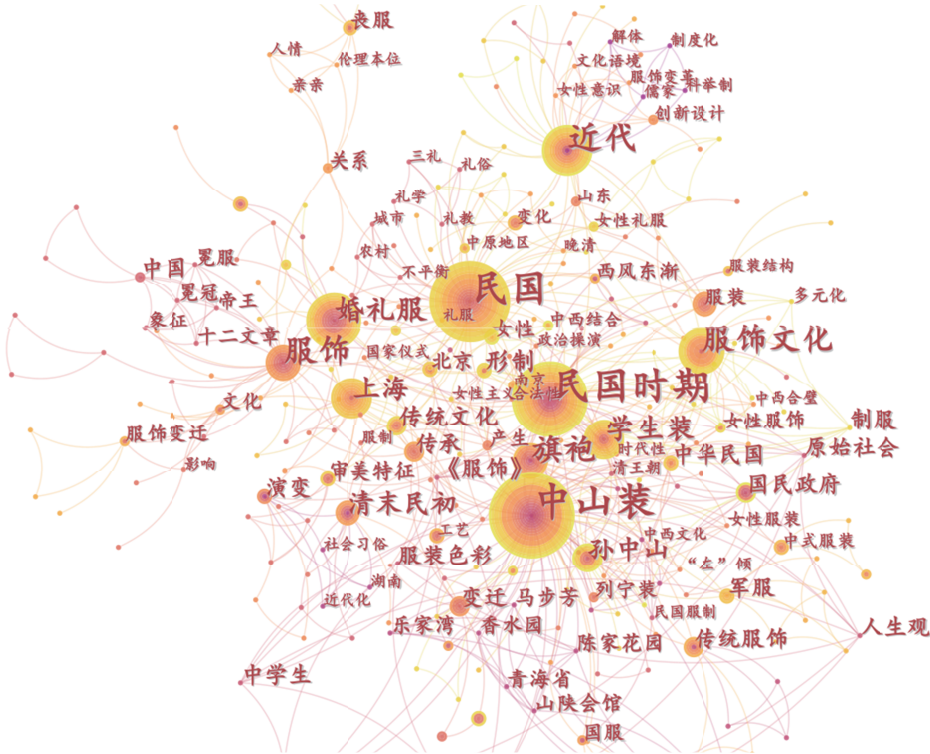 丧服
人情
伦理本位
亲亲
关系
解体
制度化
文化语境
服饰变革
科举制
女性意识
儒家
创新设计
近代
三礼
礼俗
礼学
山东
城市
礼教
变化
女性礼服
中原地区
晚清
农村
不平衡
西风东渐
服装结构
中国
冕服
冕冠
帝王
象征
十二文章
民国
婚礼服
礼服
服装
多元化
女性
中西结合
政治操演
服饰文化
服饰
国家仪式
北京
形制
南京
民国时期
女性主义
合法性
上海
中西合璧
文化
传统文化
学生装
女性服饰
制服
服饰变迁
服制
传承
产生
旗袍
时代性
中华民国
原始社会
影响
审美特征
《服饰》
清王朝
演变
清末民初
中山装
国民政府
女性服装
工艺
中西文化
中式服装
社会习俗
服装色彩
孙中山
“左”倾
湖南
列宁装
军服
近代化
变迁
马步芳
民国服制
乐家湾
香水园
陈家花园
传统服饰
人生观
中学生
青海省
山陕会馆
国服